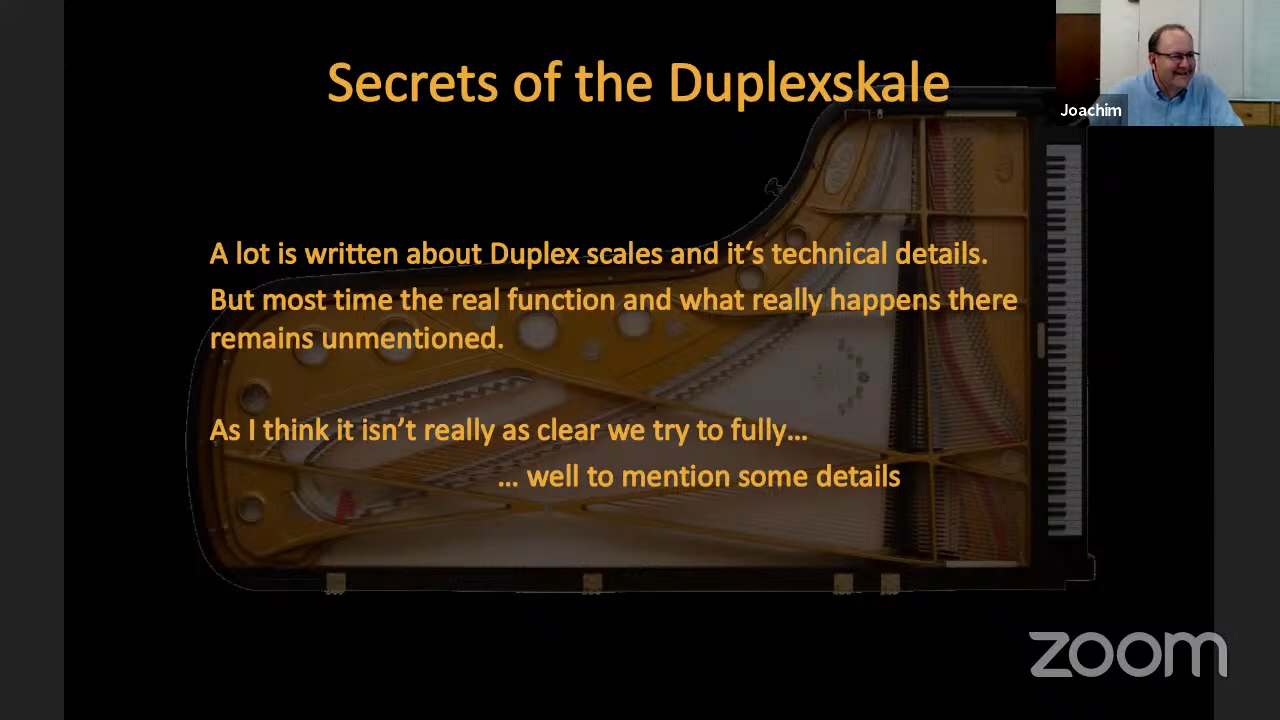 Secrets of the Duplexskale
Joachim
A lot is written about Duplex scales and it‘s technical details.
But most time the real function and what really happens there
remains unmentioned.
As I think it isn’t really as clear we try to fully…
… well to mention some details
zoom